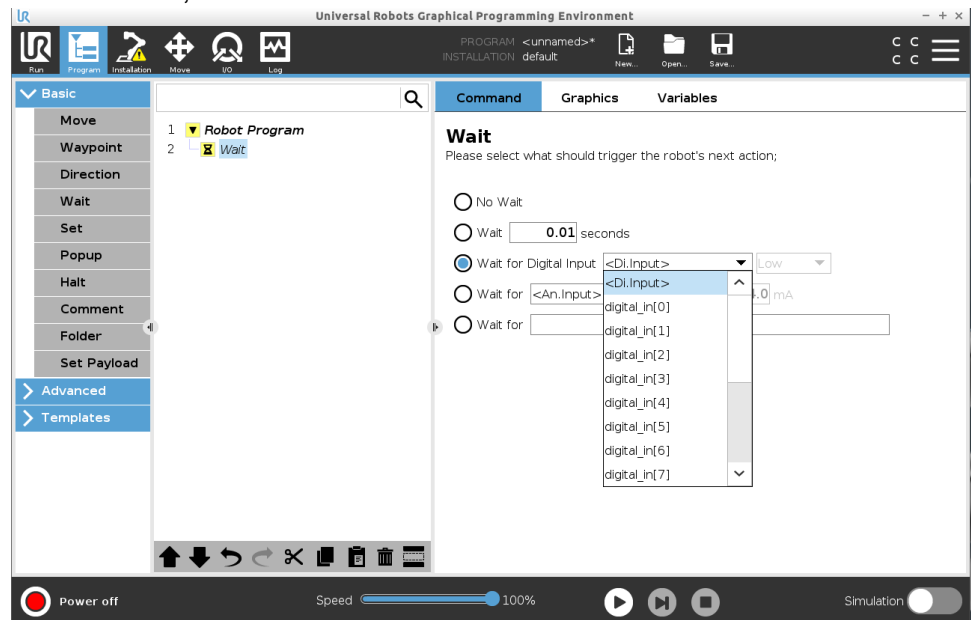 Universal Robots Graphical Programming Environment
PROGRAM <unnamed>*
INSTALLATION default
Run Program Installation Move I/O Log New... Open... Save...
C C
C C
Basic
Move
Waypoint
Direction
Wait
Set
Popup
Halt
Comment
Folder
Set Payload
Advanced
Templates
1 Robot Program
2 Wait
Command Graphics Variables
Wait
Please select what should trigger the robot's next action;
No Wait
Wait 0.01 seconds
Wait for Digital Input <Di.Input> Low
Wait for <An.Input> .0 mA
Wait for
<Di.Input>
digital_in[0]
digital_in[1]
digital_in[2]
digital_in[3]
digital_in[4]
digital_in[5]
digital_in[6]
digital_in[7]
Power off Speed 100% Simulation